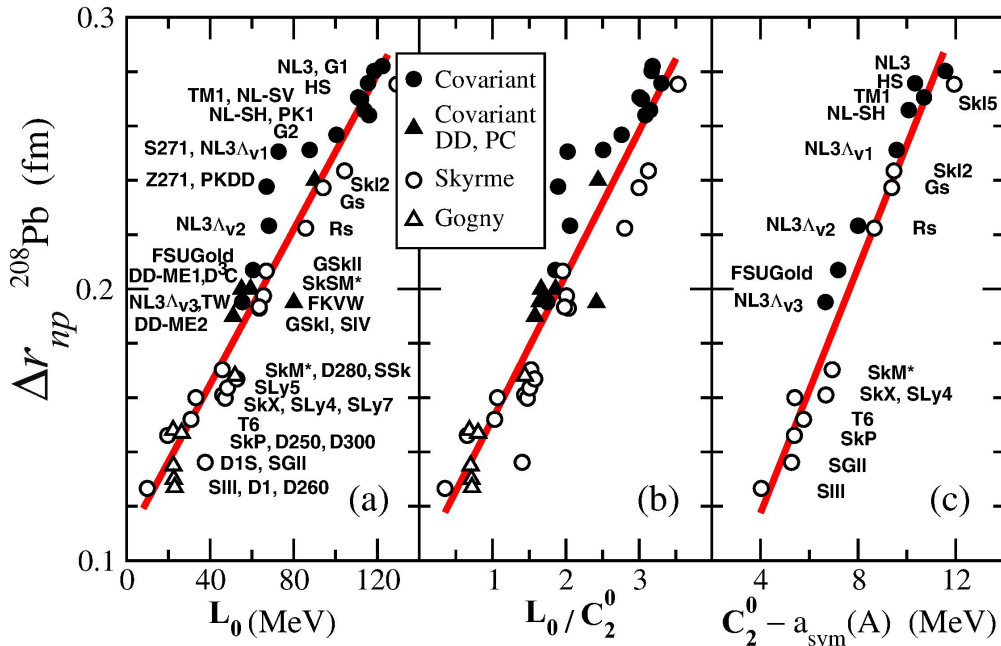 Δr_np ²⁰⁸Pb (fm)
0.3
0.2
0.1
NL3, G1
HS
TM1, NL-SV
NL-SH, PK1
G2
S271, NL3Λv1
Z271, PKDD
SkI2
Gs
NL3Λv2
Rs
FSUGold
GSkII
DD-ME1,D³C
SkSM*
NL3Λv3,TW
FKVW
DD-ME2
GSkI, SIV
SkM*, D280, SSk
SLy5
SkX, SLy4, SLy7
T6
SkP, D250, D300
D1S, SGII
SIII, D1, D260
(a)
0 40 80 120
L₀ (MeV)
Covariant
Covariant
DD, PC
Skyrme
Gogny
(b)
1 2 3
L₀ / C₂⁰
NL3
HS
TM1
SkI5
NL-SH
NL3Λv1
SkI2
Gs
NL3Λv2
Rs
FSUGold
NL3Λv3
SkM*
SkX, SLy4
T6
SkP
SGII
SIII
(c)
4 8 12
C₂⁰ − a_sym(A) (MeV)